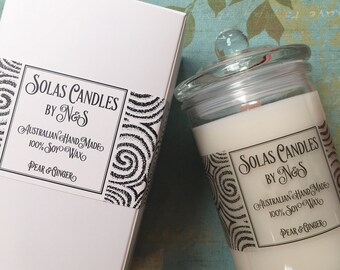 Solas Candles
by N&S
Australian Hand Made
100% Soy Wax
Pear & Ginger
Solas Candles
by N&S
Australian Hand Made
100% Soy Wax
Pear & Ginger